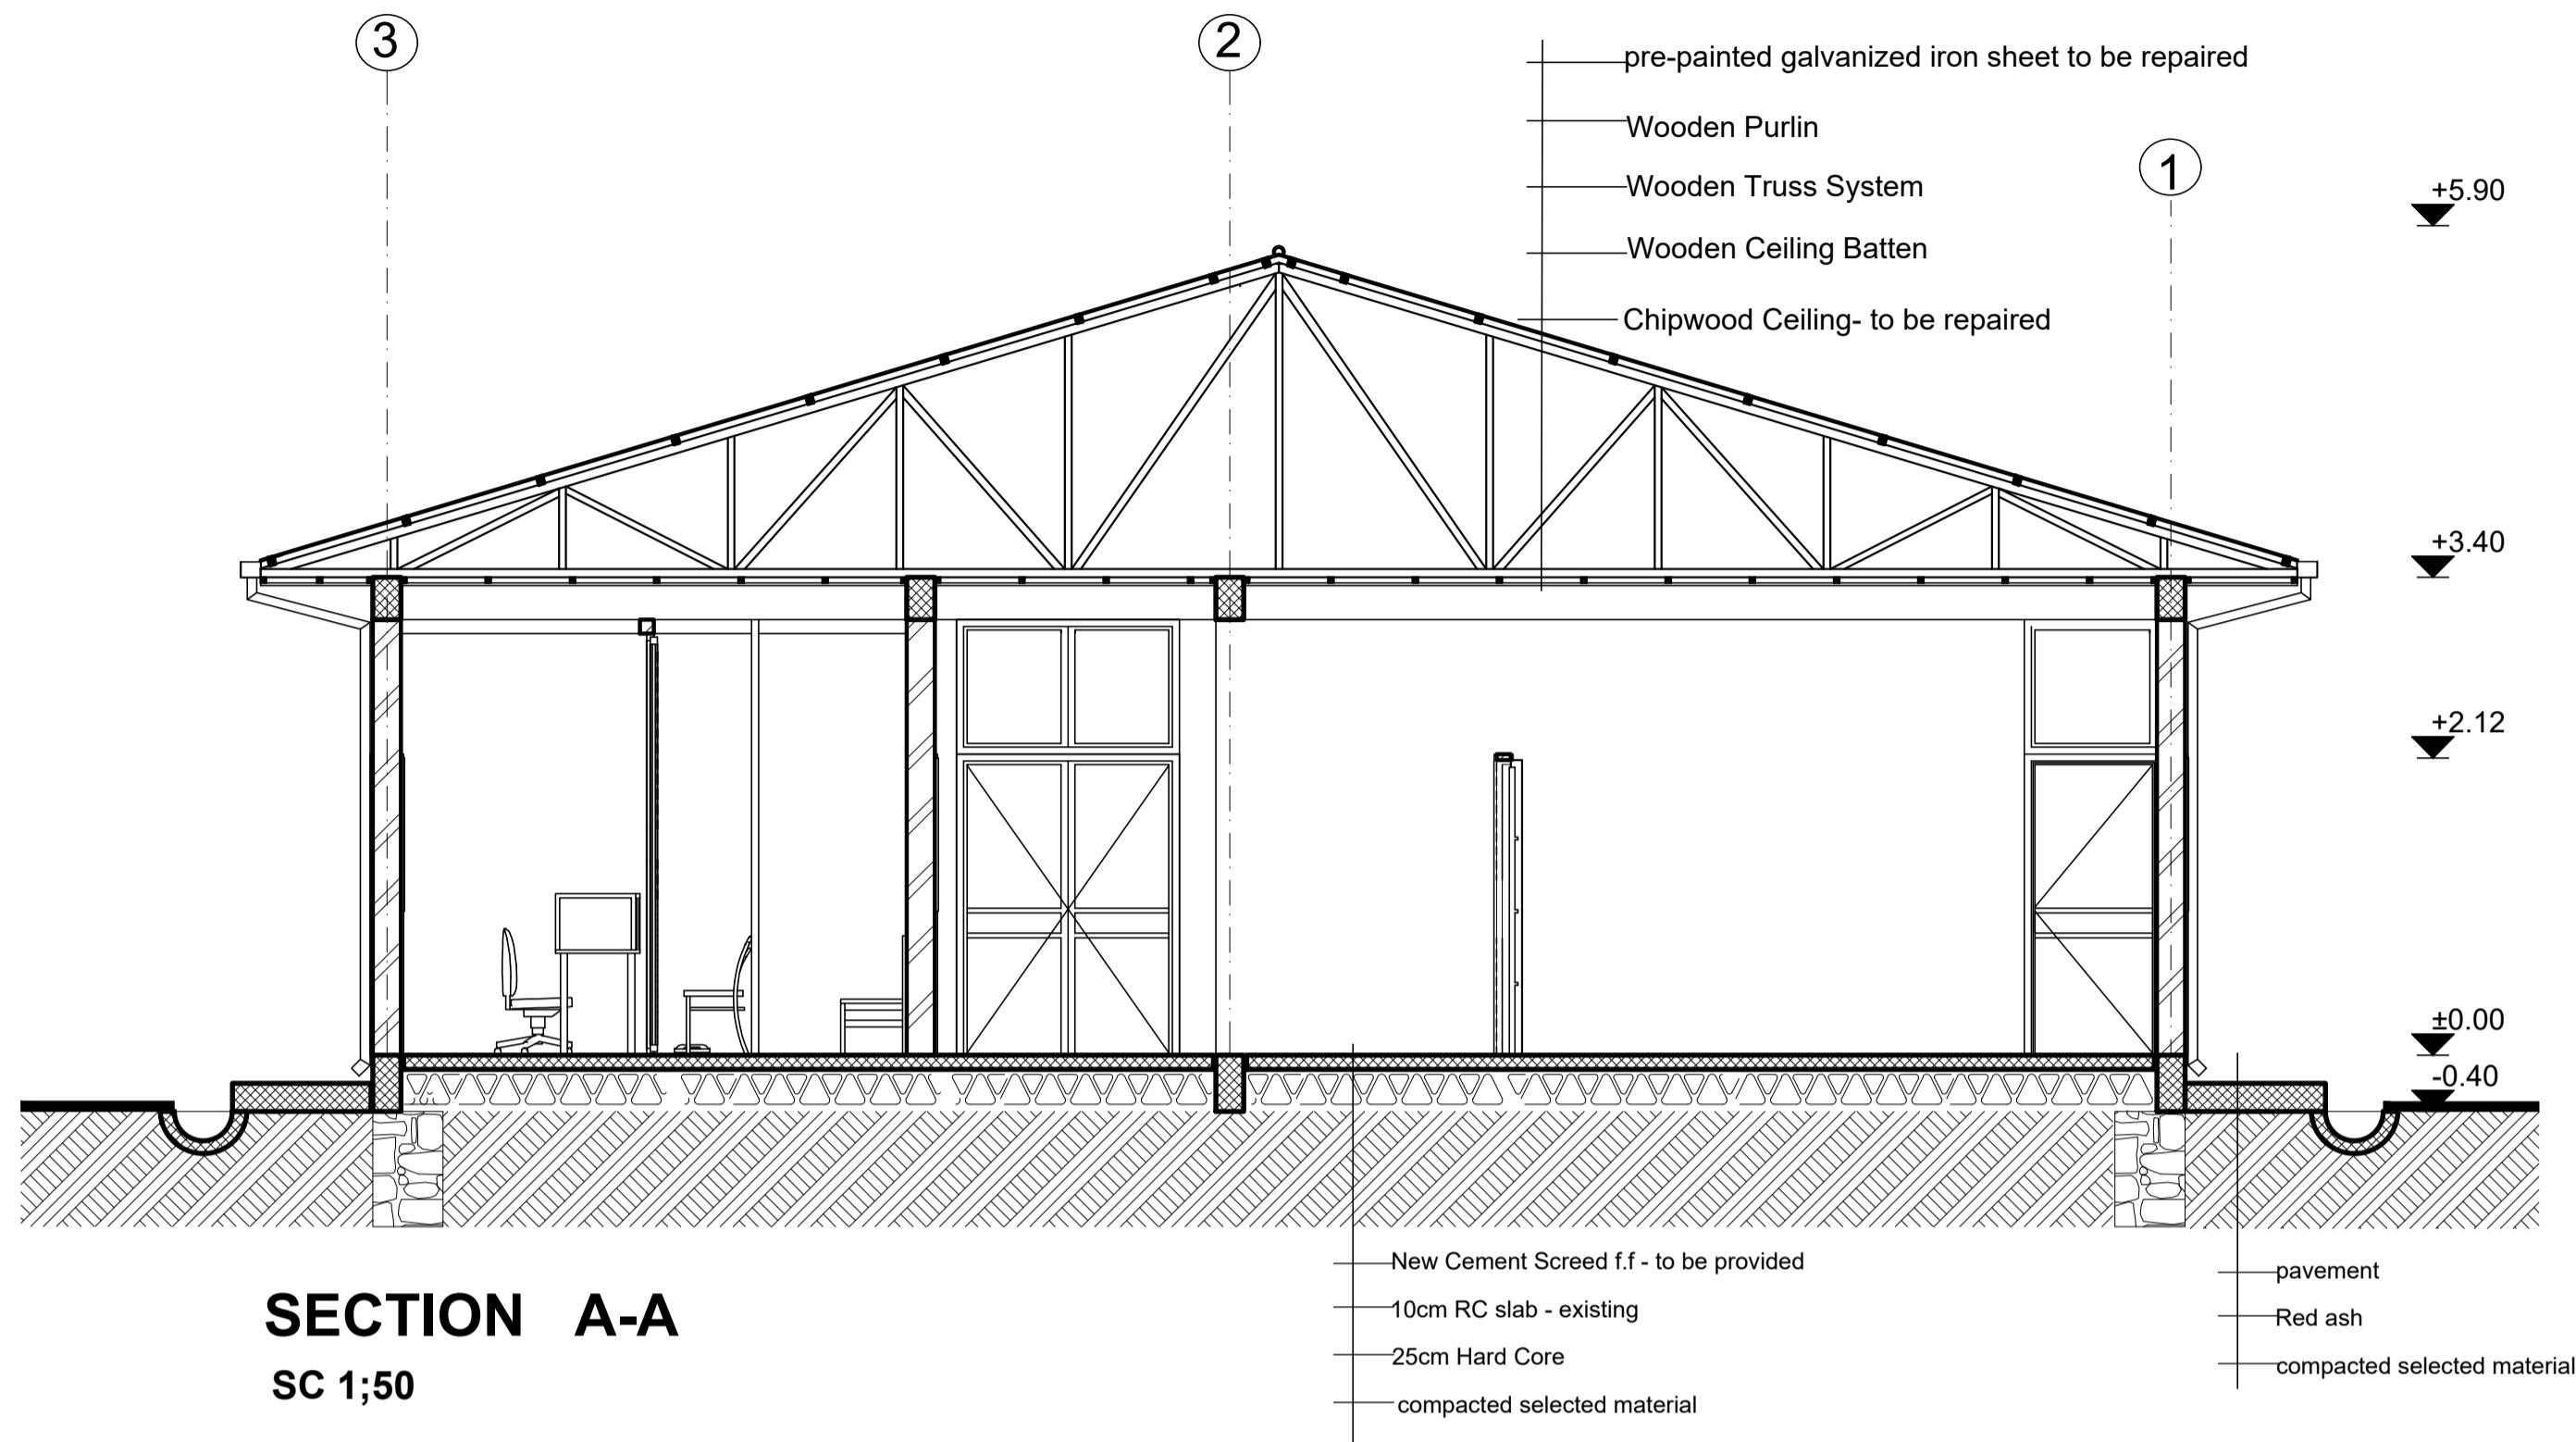 3
2
1
pre-painted galvanized iron sheet to be repaired
Wooden Purlin
Wooden Truss System
Wooden Ceiling Batten
Chipwood Ceiling- to be repaired
+5.90
+3.40
+2.12
±0.00
-0.40
New Cement Screed f.f - to be provided
10cm RC slab - existing
25cm Hard Core
compacted selected material
pavement
Red ash
compacted selected material
SECTION A-A
SC 1;50